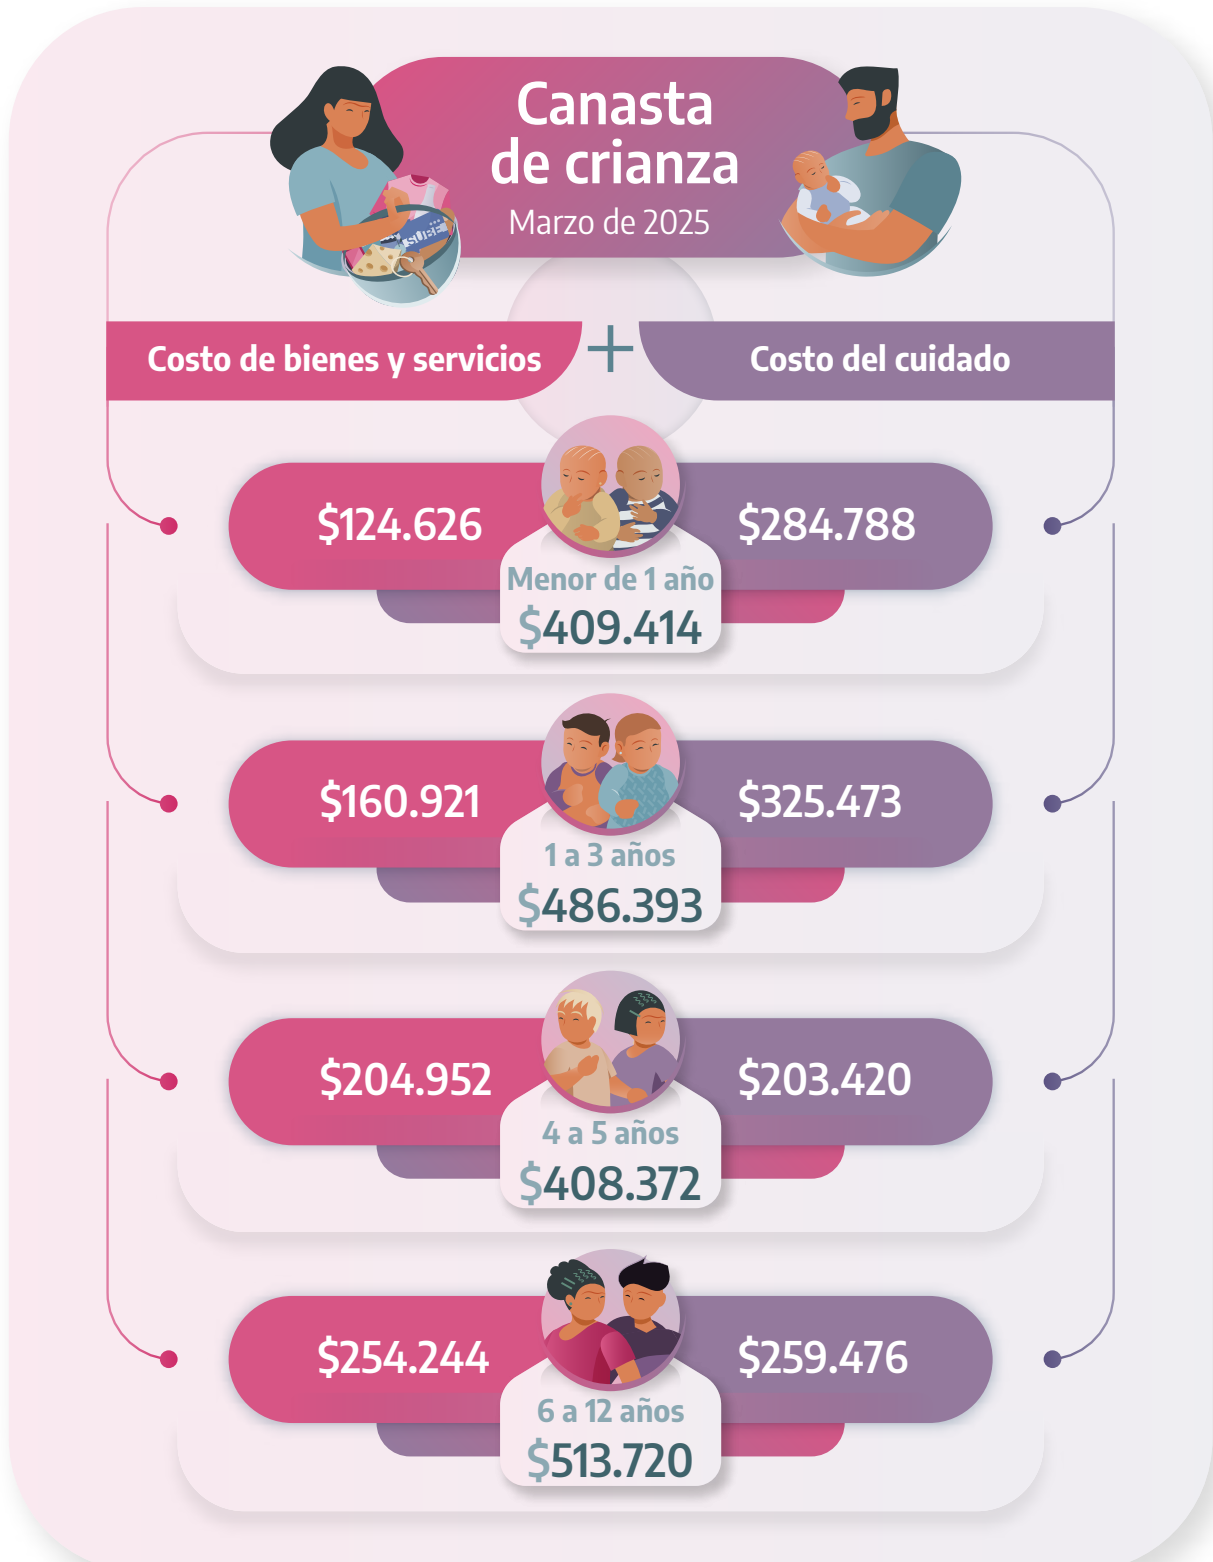 Canasta
de crianza
Marzo de 2025
SUBE
Costo de bienes y servicios
+
Costo del cuidado
$124.626
$284.788
Menor de 1 año
$409.414
$160.921
$325.473
1 a 3 años
$486.393
$204.952
$203.420
4 a 5 años
$408.372
$254.244
$259.476
6 a 12 años
$513.720